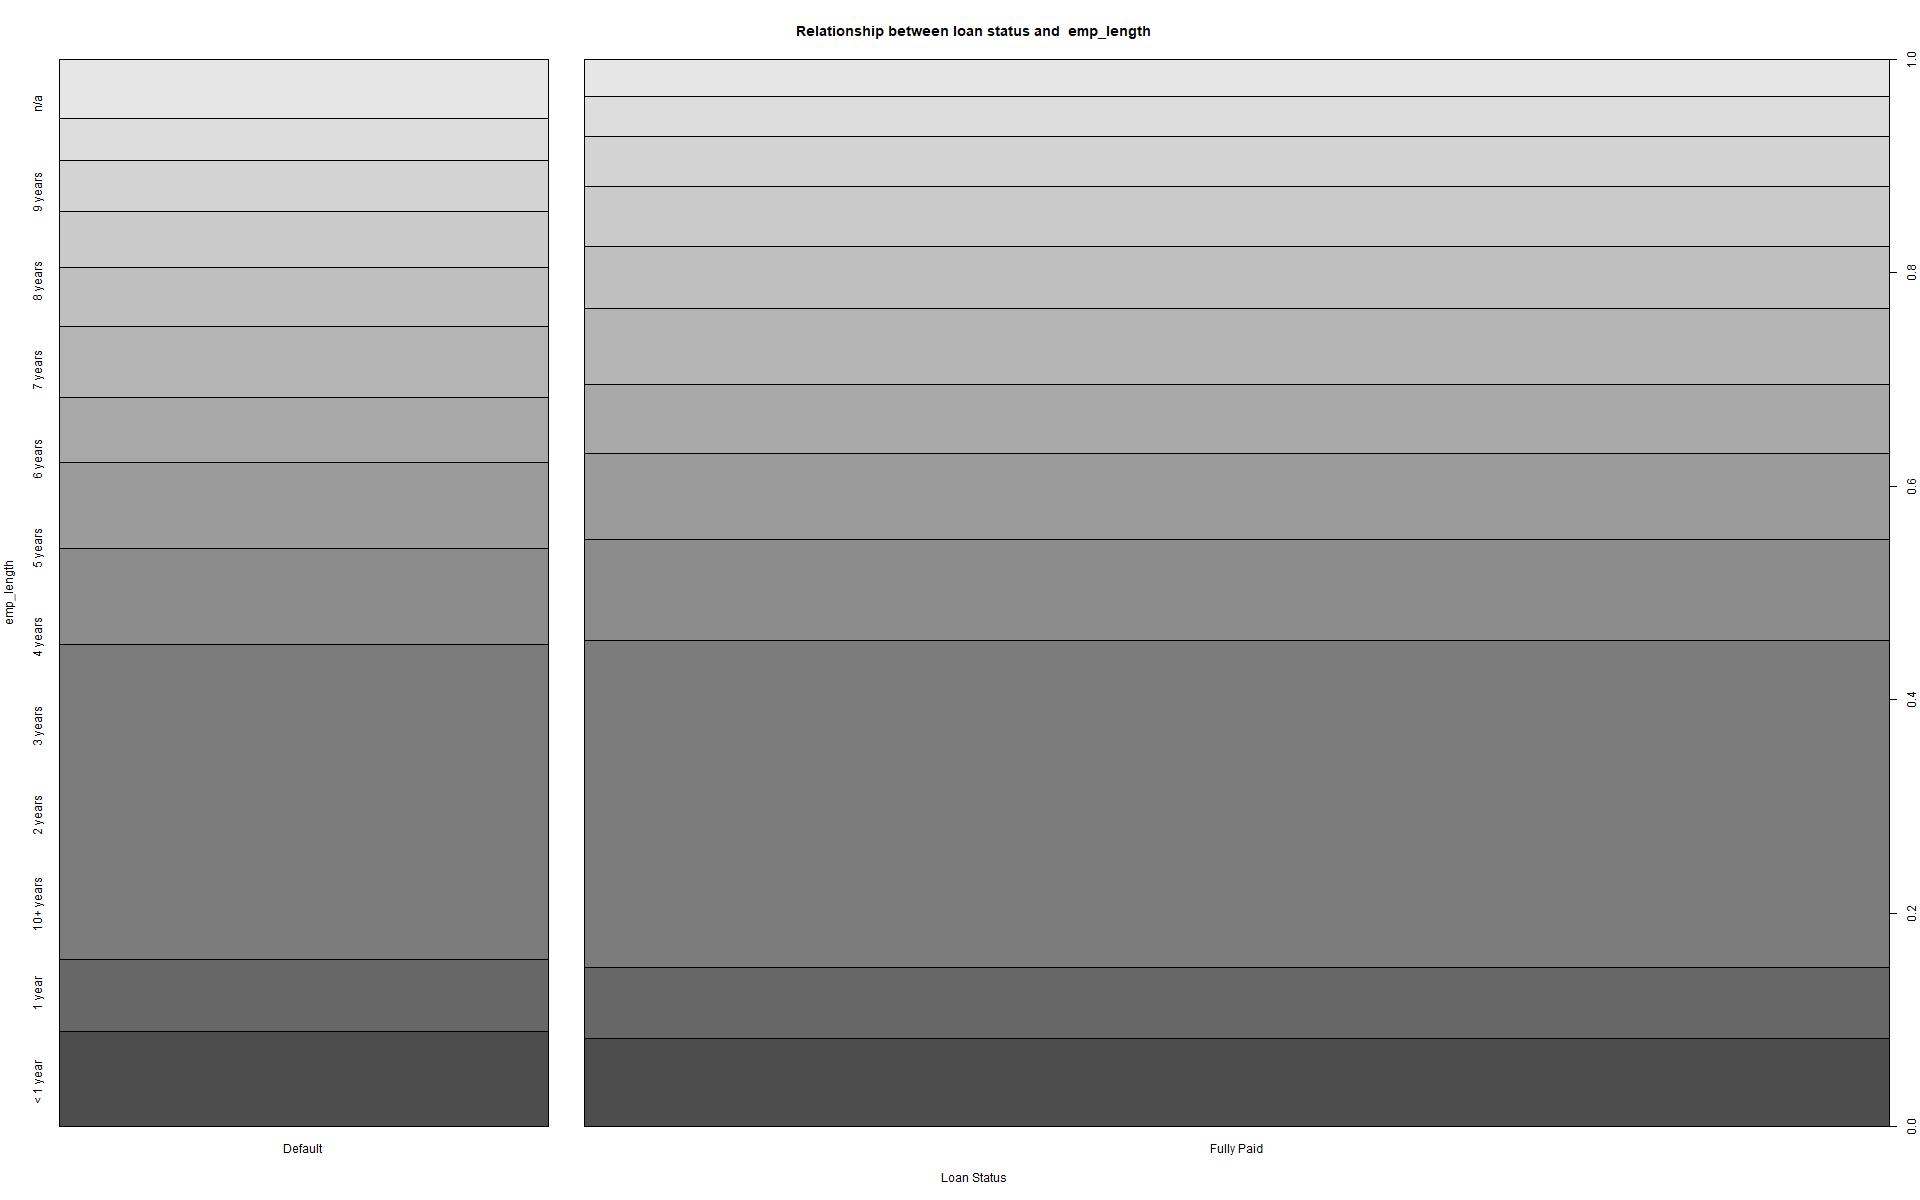 Relationship between loan status and  emp_length
n/a
9 years
8 years
7 years
6 years
5 years
4 years
3 years
2 years
10+ years
1 year
< 1 year
emp_length
1.0
0.8
0.6
0.4
0.2
0.0
Default
Fully Paid
Loan Status